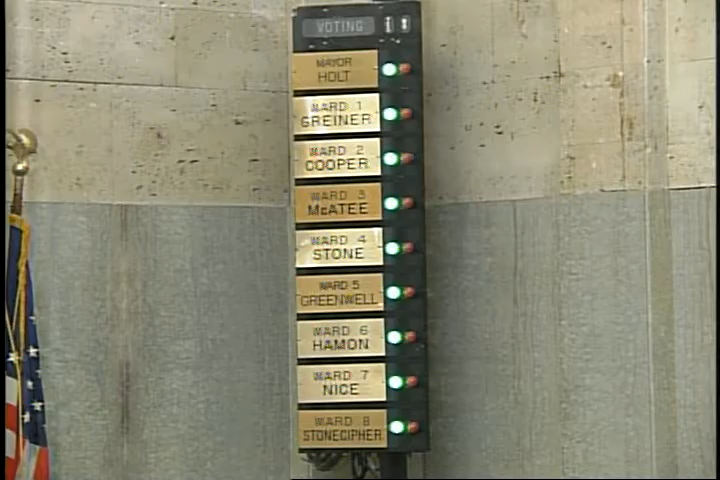 VOTING
MAYOR
HOLT
WARD 1
GREINER
WARD 2
COOPER
WARD 3
McATEE
WARD 4
STONE
WARD 5
GREENWELL
WARD 6
HAMON
WARD 7
NICE
WARD 8
STONECIPHER